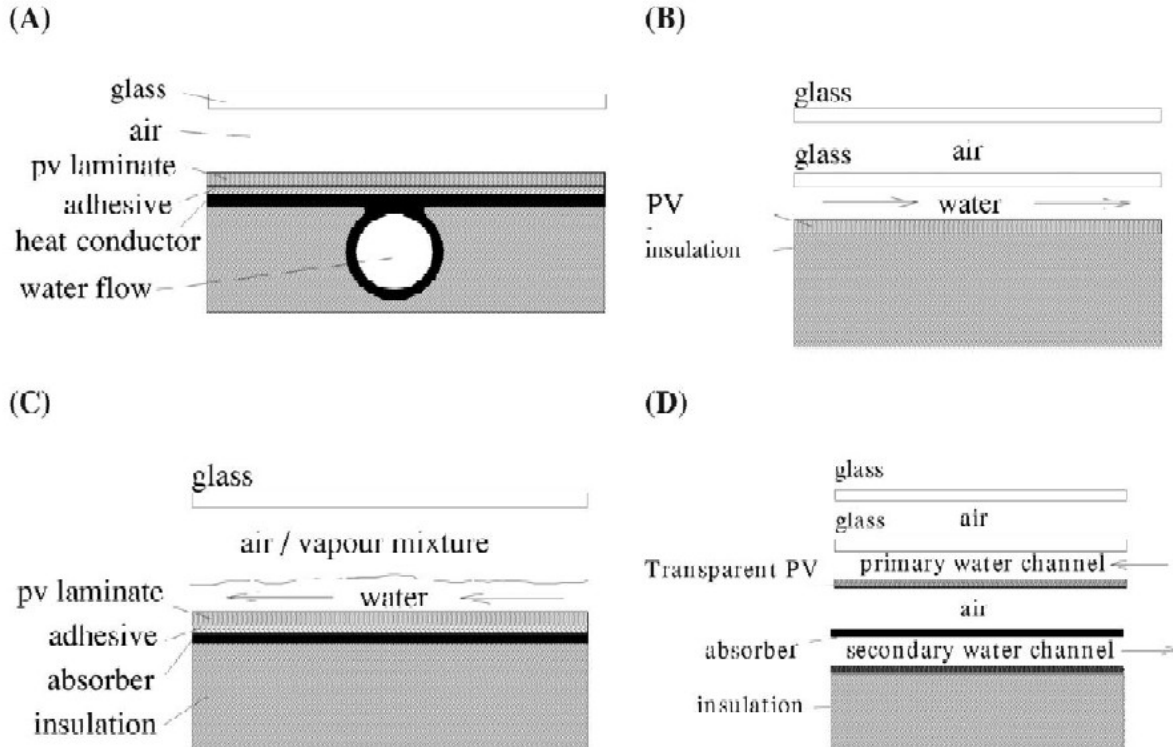 (A)
glass
air
pv laminate
adhesive
heat conductor
water flow
(B)
glass
glass
air
PV
water
insulation
(C)
glass
air / vapour mixture
pv laminate
water
adhesive
absorber
insulation
(D)
glass
air
glass
Transparent PV
primary water channel
air
absorber
secondary water channel
insulation